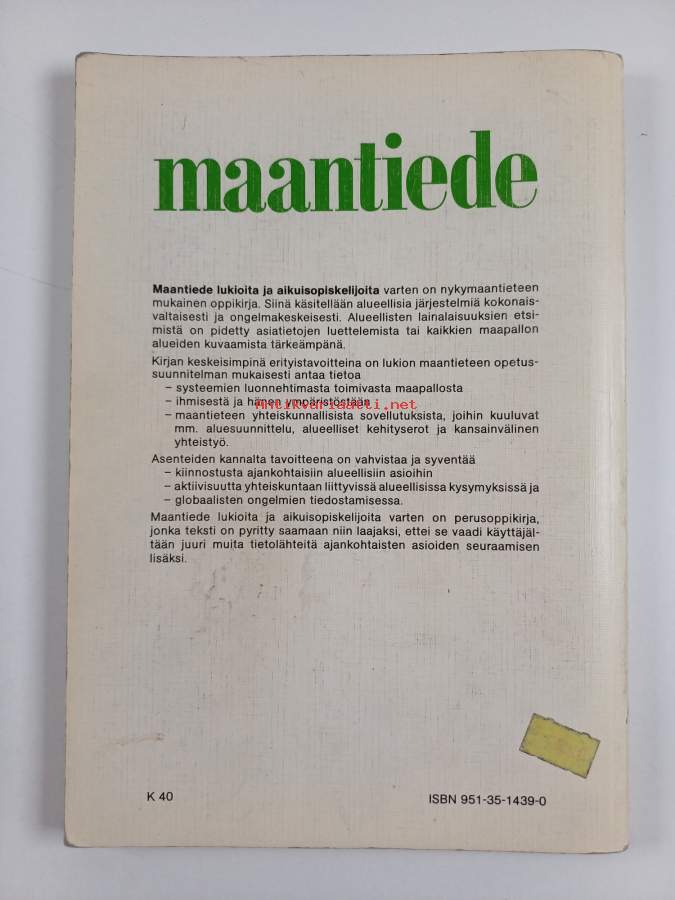 maantiede
Maantiede lukioita ja aikuisopiskelijoita varten on nykymaantieteen
mukainen oppikirja. Siinä käsitellään alueellisia järjestelmiä kokonais-
valtaisesti ja ongelmakeskeisesti. Alueellisten lainalaisuuksien etsi-
mistä on pidetty asiatietojen luettelemista tai kaikkien maapallon
alueiden kuvaamista tärkeämpänä.
Kirjan keskeisimpinä erityistavoitteina on lukion maantieteen opetus-
suunnitelman mukaisesti antaa tietoa
– systeemien luonnehtimasta toimivasta maapallosta
– ihmisestä ja hänen ympäristöstään
Antikvariaatti.net
– maantieteen yhteiskunnallisista sovellutuksista, joihin kuuluvat
mm. aluesuunnittelu, alueelliset kehityserot ja kansainvälinen
yhteistyö.
Asenteiden kannalta tavoitteena on vahvistaa ja syventää
– kiinnostusta ajankohtaisiin alueellisiin asioihin
– aktiivisuutta yhteiskuntaan liittyvissä alueellisissa kysymyksissä ja
– globaalisten ongelmien tiedostamisessa.
Maantiede lukioita ja aikuisopiskelijoita varten on perusoppikirja,
jonka teksti on pyritty saamaan niin laajaksi, ettei se vaadi käyttäjäl-
tään juuri muita tietolähteitä ajankohtaisten asioiden seuraamisen
lisäksi.
K 40
ISBN 951-35-1439-0